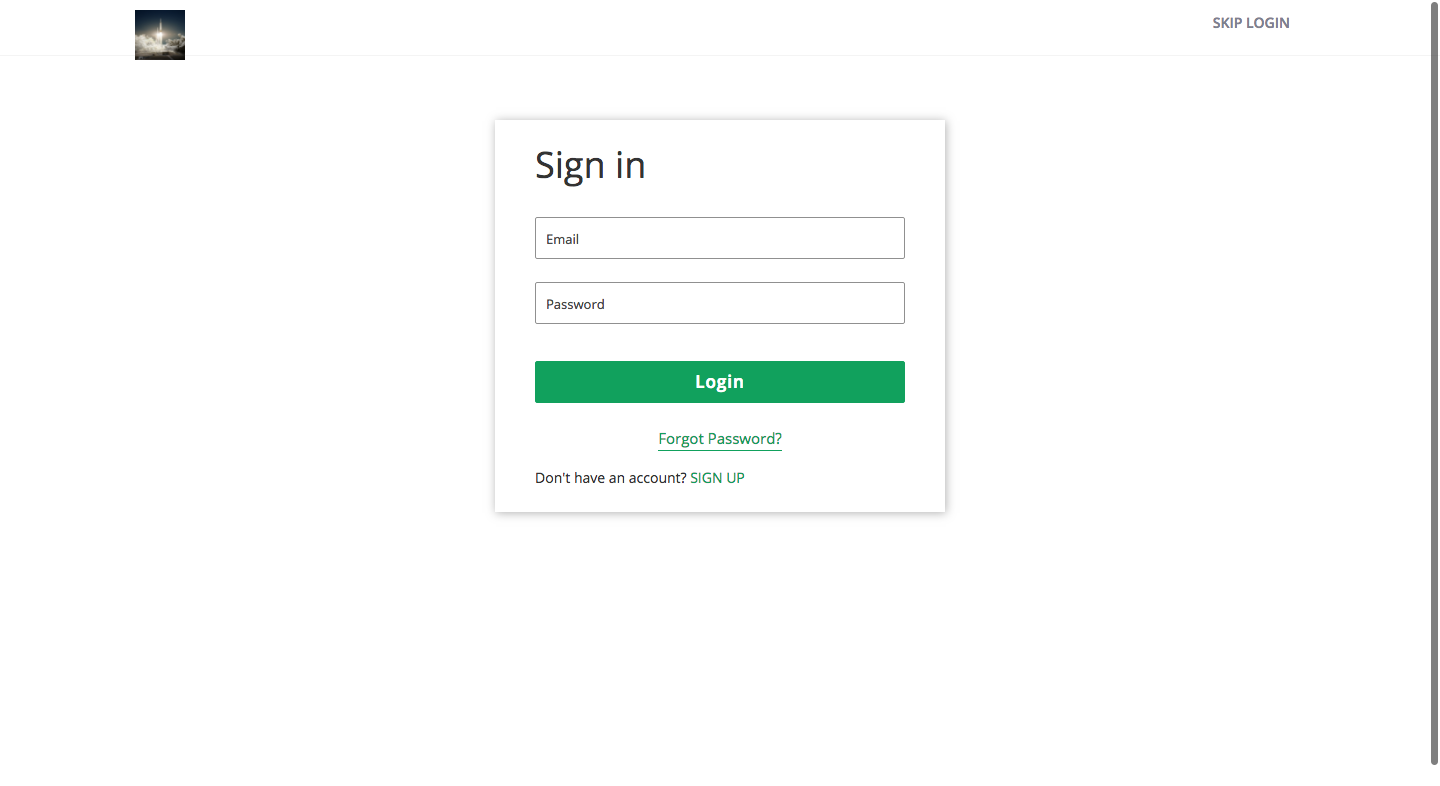 SKIP LOGIN
Sign in
Email
Password
Login
Forgot Password?
Don't have an account? SIGN UP